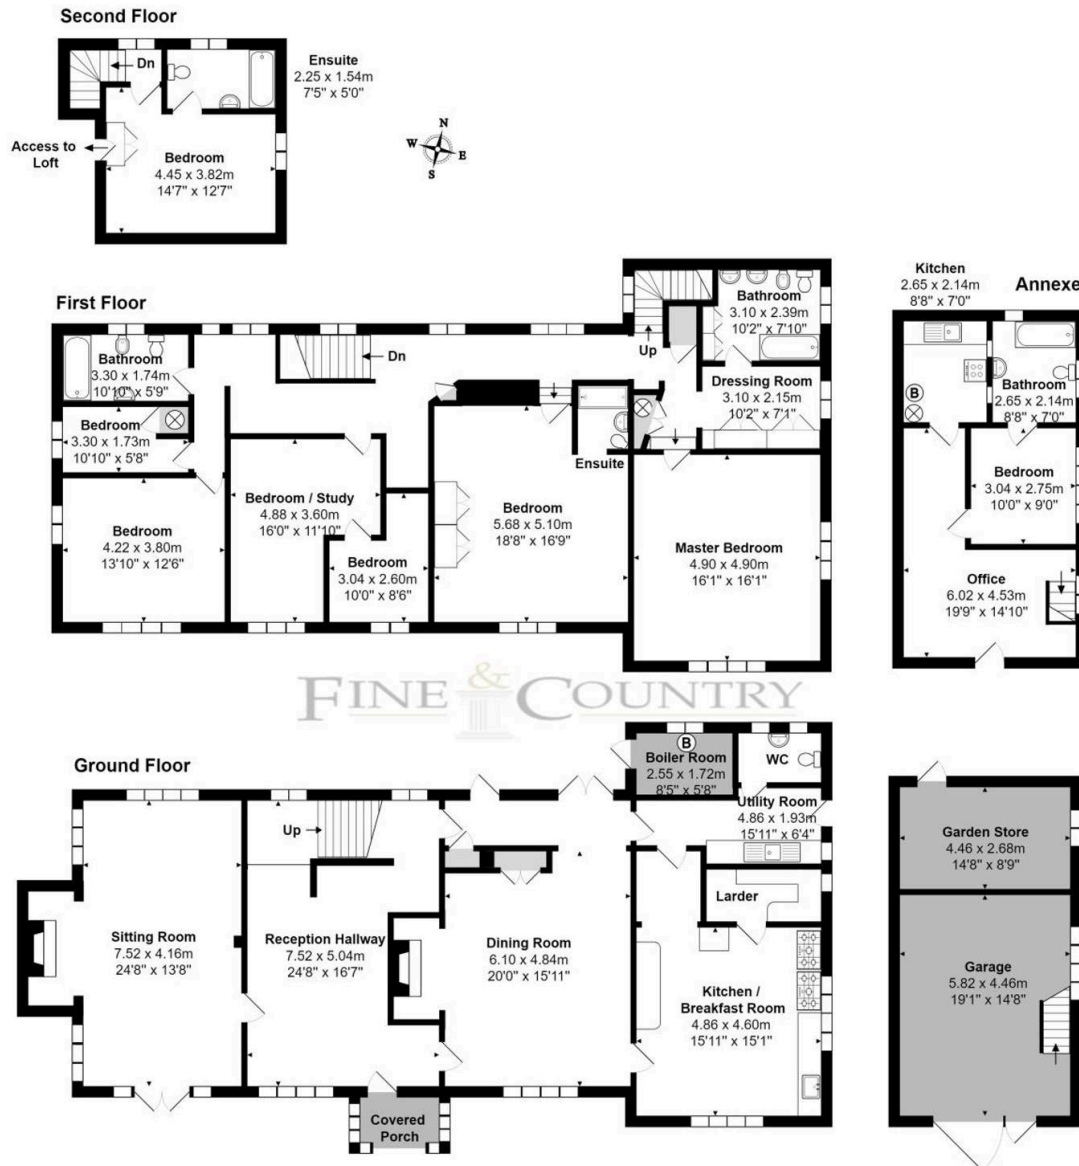 Second Floor
Dn
Ensuite
2.25 x 1.54m
7'5" x 5'0"
Access to
Loft
Bedroom
4.45 x 3.82m
14'7" x 12'7"
N
W
E
S
First Floor
Bathroom
3.30 x 1.74m
10'10" x 5'9"
Bedroom
3.30 x 1.73m
10'10" x 5'8"
Bedroom
4.22 x 3.80m
13'10" x 12'6"
Dn
Bedroom / Study
4.88 x 3.60m
16'0" x 11'10"
Bedroom
3.04 x 2.60m
10'0" x 8'6"
Ensuite
Bedroom
5.68 x 5.10m
18'8" x 16'9"
Up
Bathroom
3.10 x 2.39m
10'2" x 7'10"
Dressing Room
3.10 x 2.15m
10'2" x 7'1"
Master Bedroom
4.90 x 4.90m
16'1" x 16'1"
Kitchen
2.65 x 2.14m
8'8" x 7'0"
Annexe
B
Bathroom
2.65 x 2.14m
8'8" x 7'0"
Bedroom
3.04 x 2.75m
10'0" x 9'0"
Office
6.02 x 4.53m
19'9" x 14'10"
FINE & COUNTRY
Ground Floor
Sitting Room
7.52 x 4.16m
24'8" x 13'8"
Up
Reception Hallway
7.52 x 5.04m
24'8" x 16'7"
Covered
Porch
Dining Room
6.10 x 4.84m
20'0" x 15'11"
B
Boiler Room
2.55 x 1.72m
8'5" x 5'8"
WC
Utility Room
4.86 x 1.93m
15'11" x 6'4"
Larder
Kitchen /
Breakfast Room
4.86 x 4.60m
15'11" x 15'1"
Garden Store
4.46 x 2.68m
14'8" x 8'9"
Garage
5.82 x 4.46m
19'1" x 14'8"